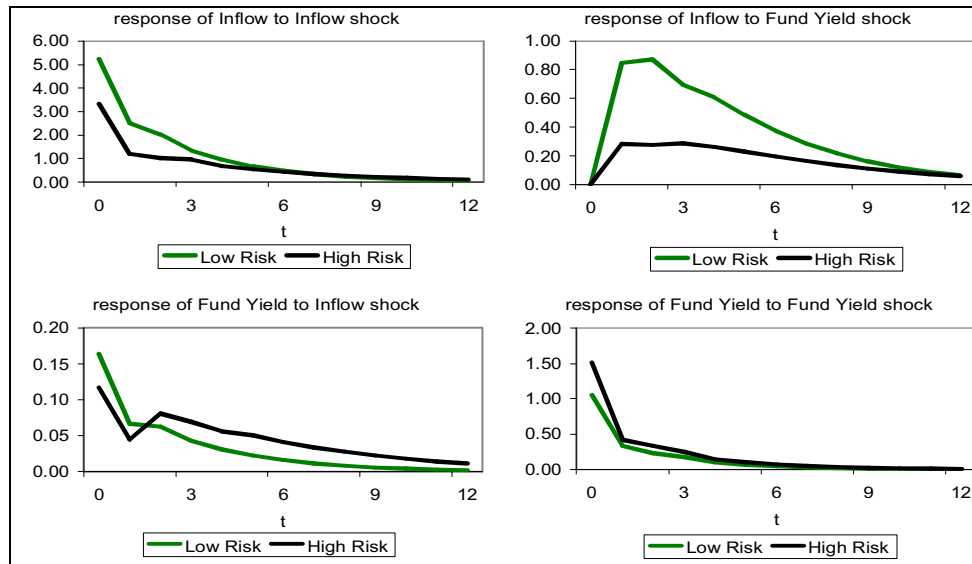 response of Inflow to Inflow shock
6.00
5.00
4.00
3.00
2.00
1.00
0.00
0 3 6 9 12
t
Low Risk High Risk
response of Inflow to Fund Yield shock
1.00
0.80
0.60
0.40
0.20
0.00
0 3 6 9 12
t
Low Risk High Risk
response of Fund Yield to Inflow shock
0.20
0.15
0.10
0.05
0.00
0 3 6 9 12
t
Low Risk High Risk
response of Fund Yield to Fund Yield shock
2.00
1.50
1.00
0.50
0.00
0 3 6 9 12
t
Low Risk High Risk